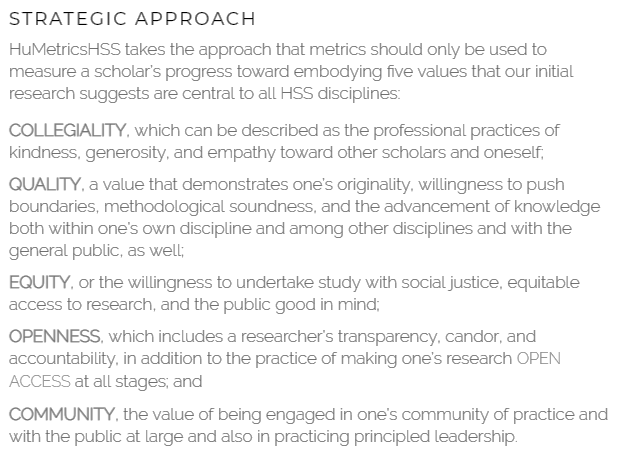 STRATEGIC APPROACH
HuMetricsHSS takes the approach that metrics should only be used to
measure a scholar's progress toward embodying five values that our initial
research suggests are central to all HSS disciplines:
COLLEGIALITY, which can be described as the professional practices of
kindness, generosity, and empathy toward other scholars and oneself;
QUALITY, a value that demonstrates one's originality, willingness to push
boundaries, methodological soundness, and the advancement of knowledge
both within one's own discipline and among other disciplines and with the
general public, as well;
EQUITY, or the willingness to undertake study with social justice, equitable
access to research, and the public good in mind;
OPENNESS, which includes a researcher's transparency, candor, and
accountability, in addition to the practice of making one's research OPEN
ACCESS at all stages; and
COMMUNITY, the value of being engaged in one's community of practice and
with the public at large and also in practicing principled leadership.